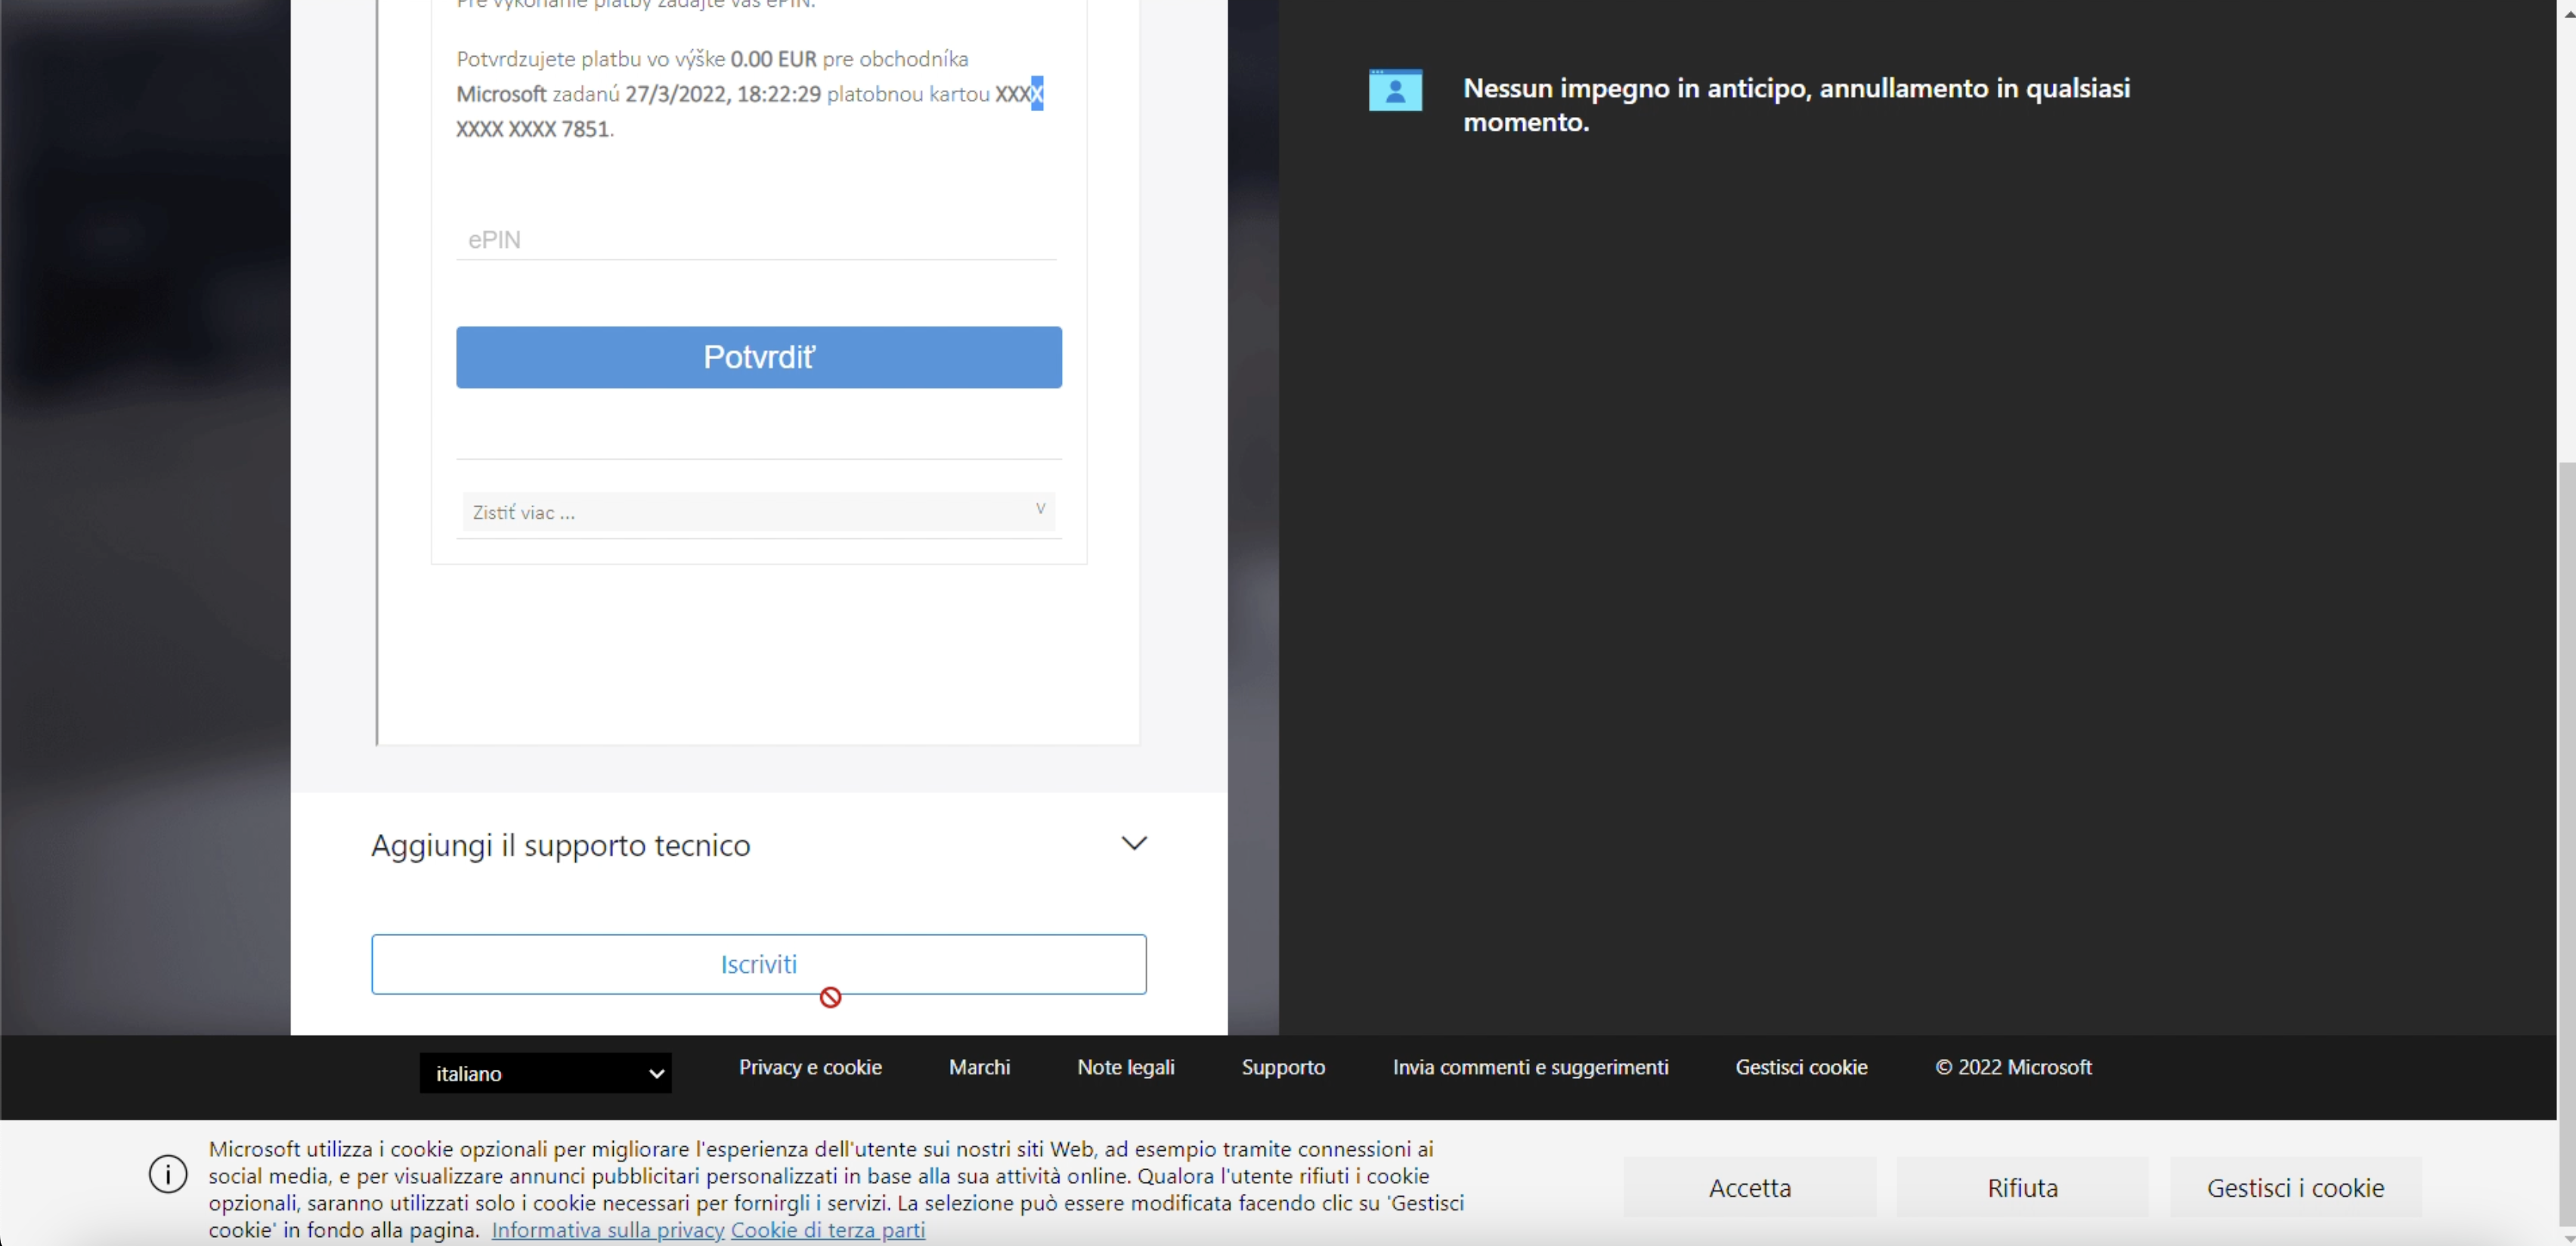 Pre vykonanie platby zadajte váš ePIN.
Potvrdzujete platbu vo výške 0.00 EUR pre obchodníka
Microsoft zadanú 27/3/2022, 18:22:29 platobnou kartou XXXX
XXXX XXXX 7851.
ePIN
Potvrdiť
Zistiť viac ...
Nessun impegno in anticipo, annullamento in qualsiasi
momento.
Aggiungi il supporto tecnico
Iscriviti
italiano
Privacy e cookie
Marchi
Note legali
Supporto
Invia commenti e suggerimenti
Gestisci cookie
© 2022 Microsoft
Microsoft utilizza i cookie opzionali per migliorare l'esperienza dell'utente sui nostri siti Web, ad esempio tramite connessioni ai
social media, e per visualizzare annunci pubblicitari personalizzati in base alla sua attività online. Qualora l'utente rifiuti i cookie
opzionali, saranno utilizzati solo i cookie necessari per fornirgli i servizi. La selezione può essere modificata facendo clic su 'Gestisci
cookie' in fondo alla pagina. Informativa sulla privacy Cookie di terza parti
Accetta
Rifiuta
Gestisci i cookie